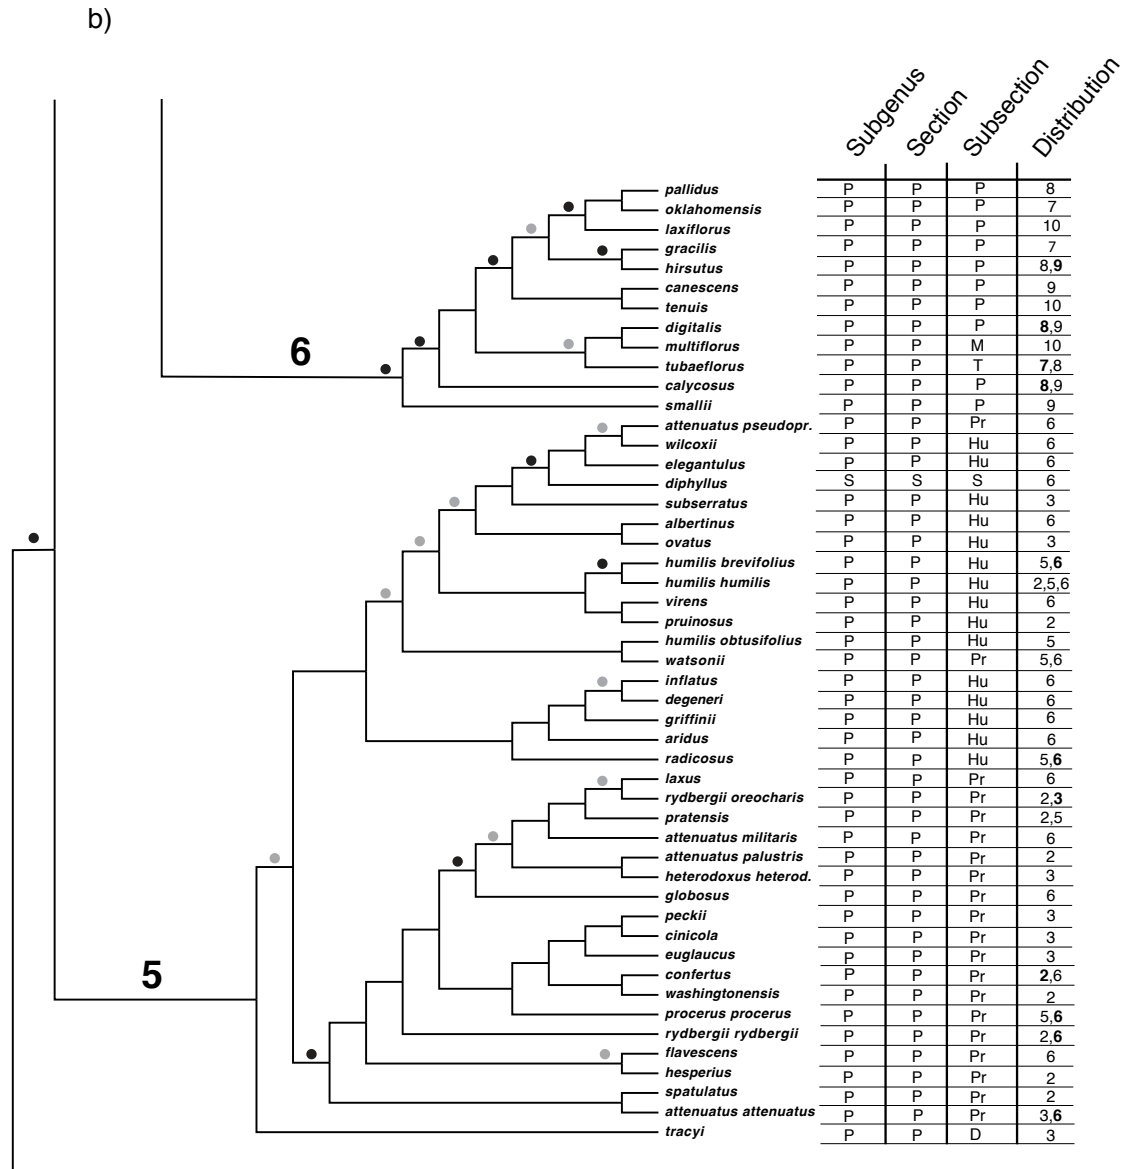 b)
Subgenus Section Subsection Distribution
pallidus P P P 8
oklahomensis P P P 7
laxiflorus P P P 10
gracilis P P P 7
hirsutus P P P 8,9
canescens P P P 9
tenuis P P P 10
digitalis P P P 8,9
multiflorus P P M 10
tubaeflorus P P T 7,8
6
calycosus P P P 8,9
smallii P P P 9
attenuatus pseudopr. P P Pr 6
wilcoxii P P Hu 6
elegantulus P P Hu 6
diphyllus S S S 6
subserratus P P Hu 3
albertinus P P Hu 6
ovatus P P Hu 3
humilis brevifolius P P Hu 5,6
humilis humilis P P Hu 2,5,6
virens P P Hu 6
pruinosus P P Hu 2
humilis obtusifolius P P Hu 5
watsonii P P Pr 5,6
inflatus P P Hu 6
degeneri P P Hu 6
griffinii P P Hu 6
aridus P P Hu 6
radicosus P P Hu 5,6
laxus P P Pr 6
rydbergii oreocharis P P Pr 2,3
pratensis P P Pr 2,5
attenuatus militaris P P Pr 6
attenuatus palustris P P Pr 2
heterodoxus heterod. P P Pr 3
globosus P P Pr 6
peckii P P Pr 3
cinicola P P Pr 3
euglaucus P P Pr 3
5
confertus P P Pr 2,6
washingtonensis P P Pr 2
procerus procerus P P Pr 5,6
rydbergii rydbergii P P Pr 2,6
flavescens P P Pr 6
hesperius P P Pr 2
spatulatus P P Pr 2
attenuatus attenuatus P P Pr 3,6
tracyi P P D 3